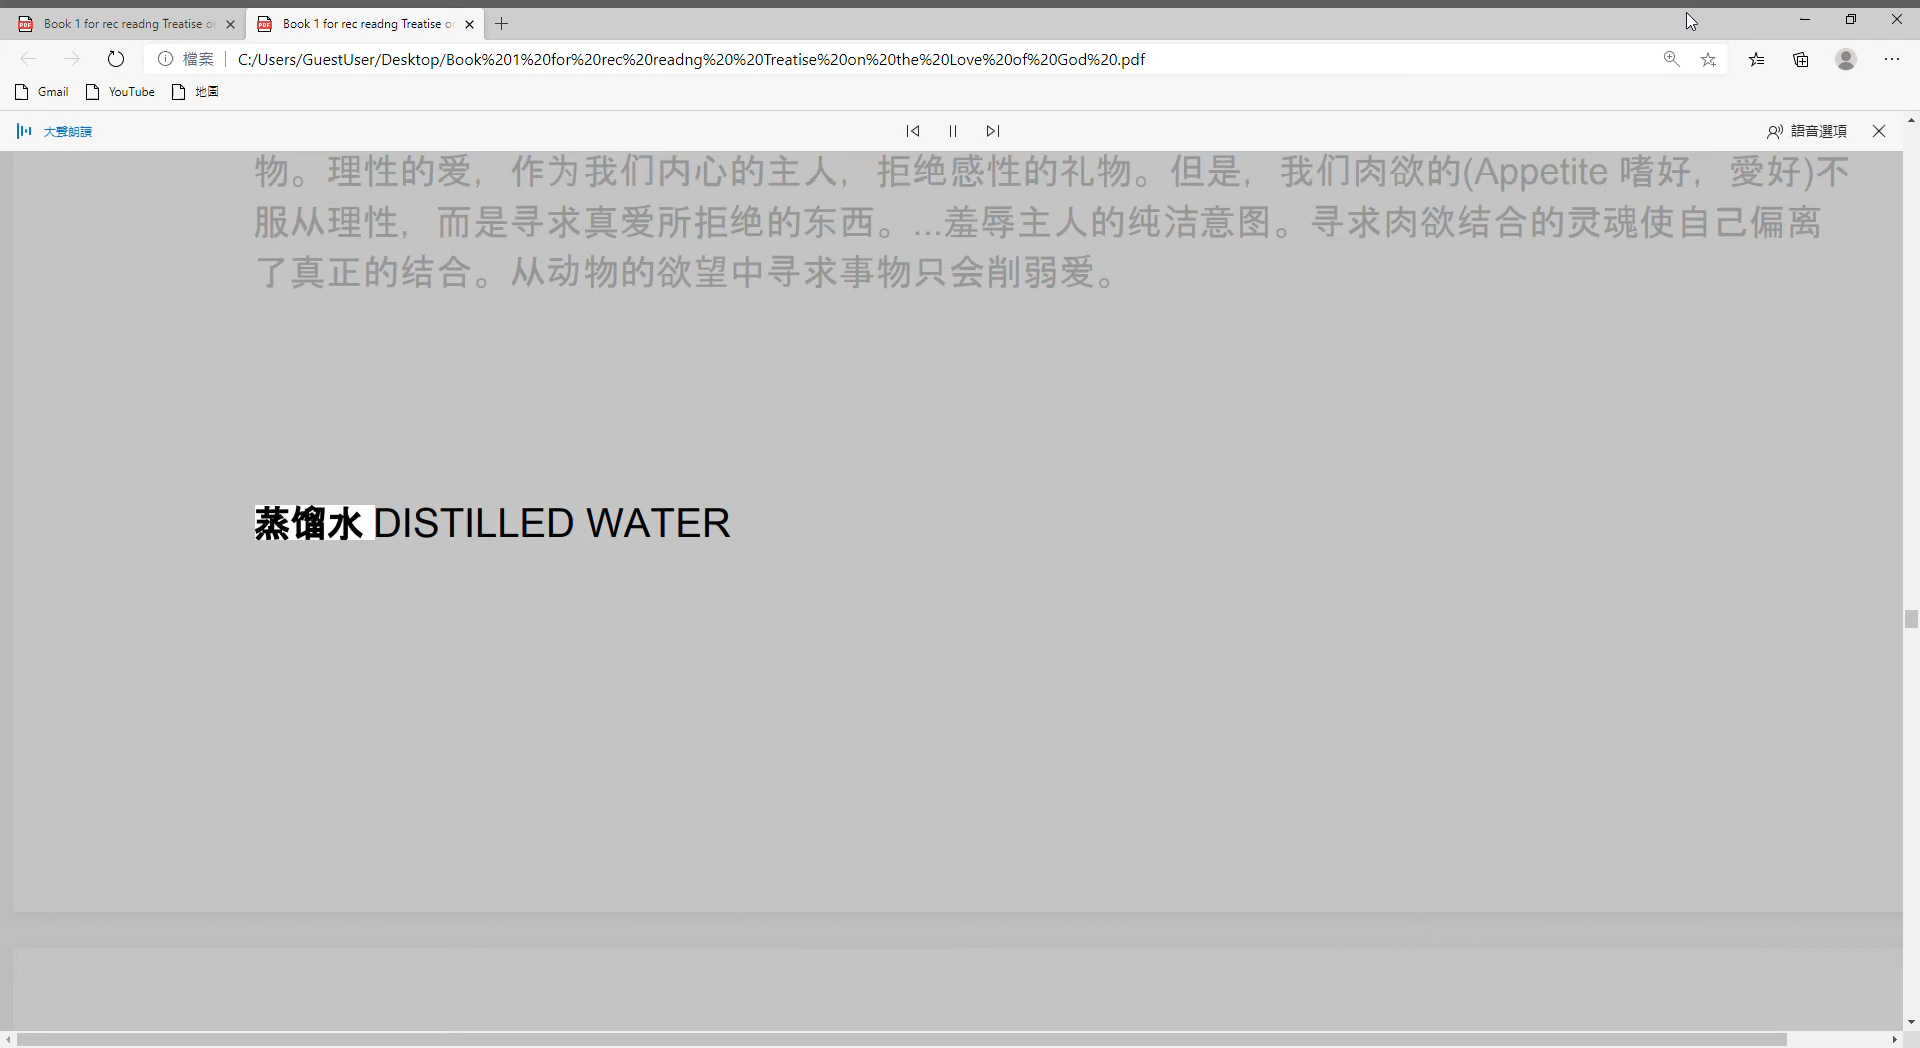 Book 1 for rec readng Treatise o
Book 1 for rec readng Treatise or
檔案
C:/Users/GuestUser/Desktop/Book%201%20for%20rec%20readng%20%20Treatise%20on%20the%20Love%20of%20God%20.pdf
Gmail
YouTube
地圖
大聲朗讀
語音選項
物。理性的爱，作为我们内心的主人，拒绝感性的礼物。但是，我们肉欲的(Appetite 嗜好，愛好)不
服从理性，而是寻求真爱所拒绝的东西。...羞辱主人的纯洁意图。寻求肉欲结合的灵魂使自己偏离
了真正的结合。从动物的欲望中寻求事物只会削弱爱。
蒸馏水 DISTILLED WATER